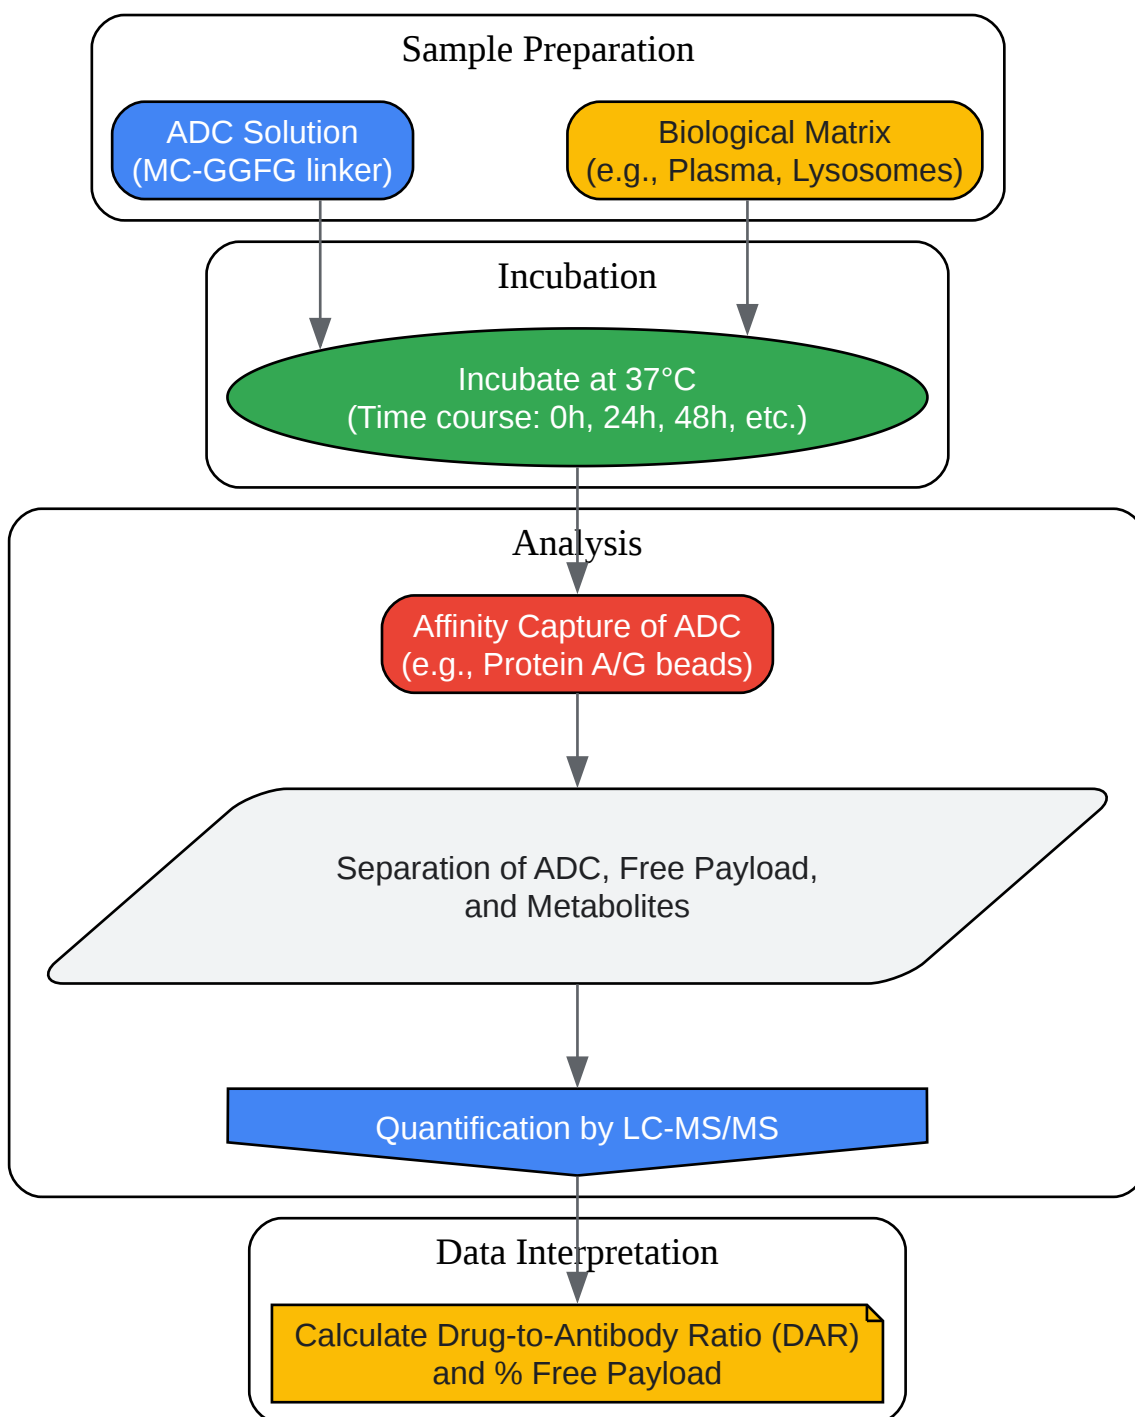 Sample Preparation
ADC Solution
(MC-GGFG linker)
Biological Matrix
(e.g., Plasma, Lysosomes)
Incubation
Incubate at 37°C
(Time course: 0h, 24h, 48h, etc.)
Analysis
Affinity Capture of ADC
(e.g., Protein A/G beads)
Separation of ADC, Free Payload,
and Metabolites
Quantification by LC-MS/MS
Data Interpretation
Calculate Drug-to-Antibody Ratio (DAR)
and % Free Payload